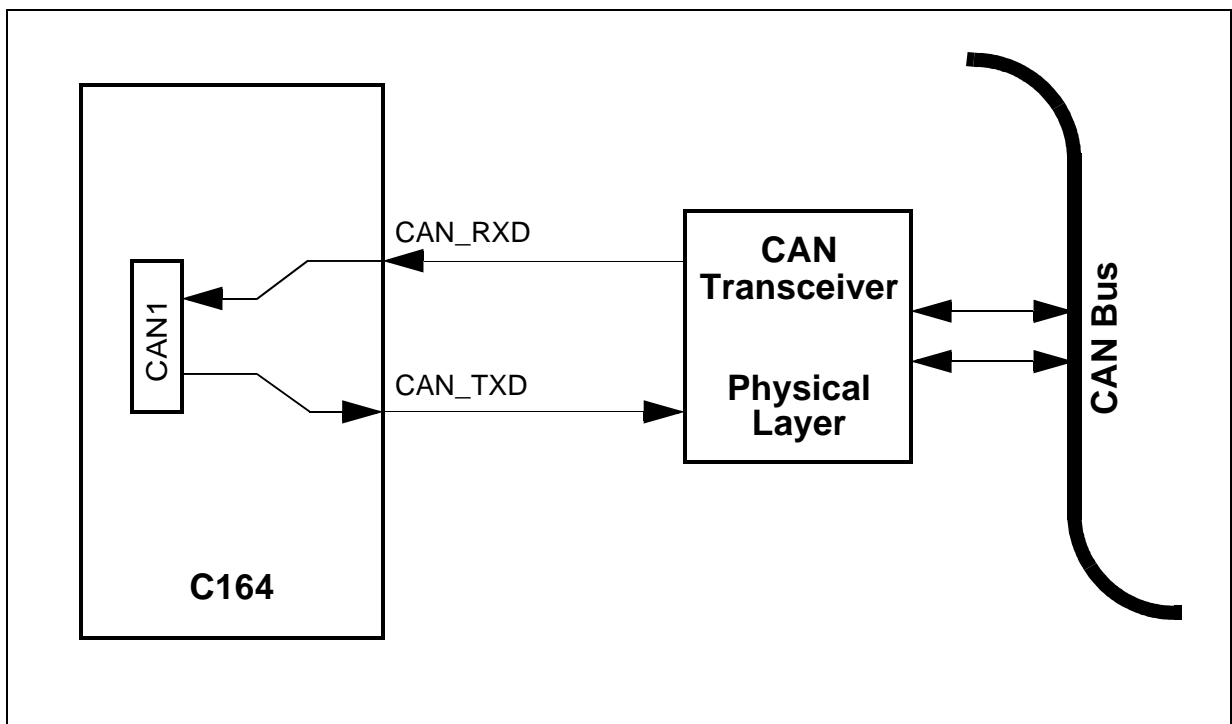 CAN_RXD
CAN
Transceiver
CAN1
CAN_TXD
Physical
Layer
CAN Bus
C164